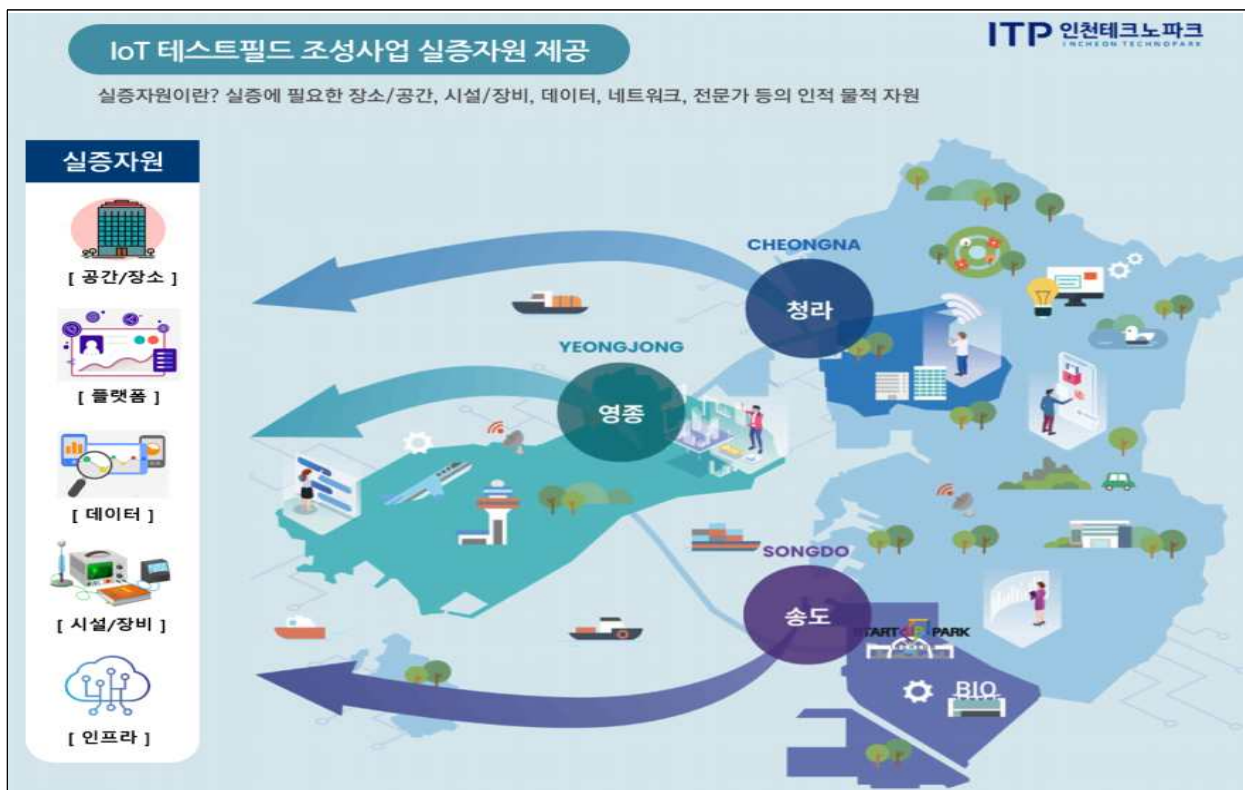 IoT 테스트필드 조성사업 실증자원 제공
ITP 인천테크노파크
INCHEON TECHNOPARK
실증자원이란? 실증에 필요한 장소/공간, 시설/장비, 데이터, 네트워크, 전문가 등의 인적 물적 자원
실증자원
[ 공간/장소 ]
[ 플랫폼 ]
[ 데이터 ]
[ 시설/장비 ]
[ 인프라 ]
CHEONGNA
청라
YEONGJONG
영종
SONGDO
송도
PARK
BIO